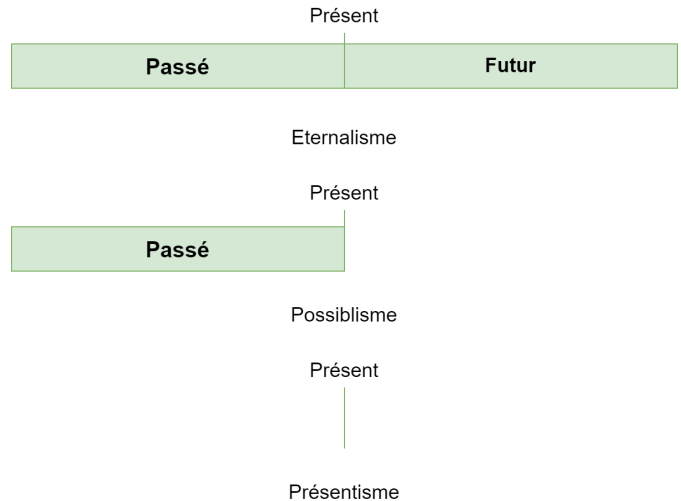 Présent
Passé Futur
Eternalisme
Présent
Passé
Possiblisme
Présent
Présentisme